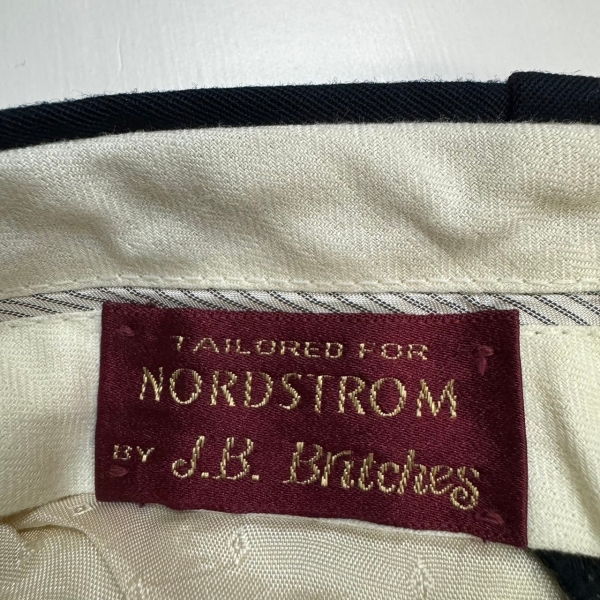 TAILORED FOR
NORDSTROM
BY J.B. Britches